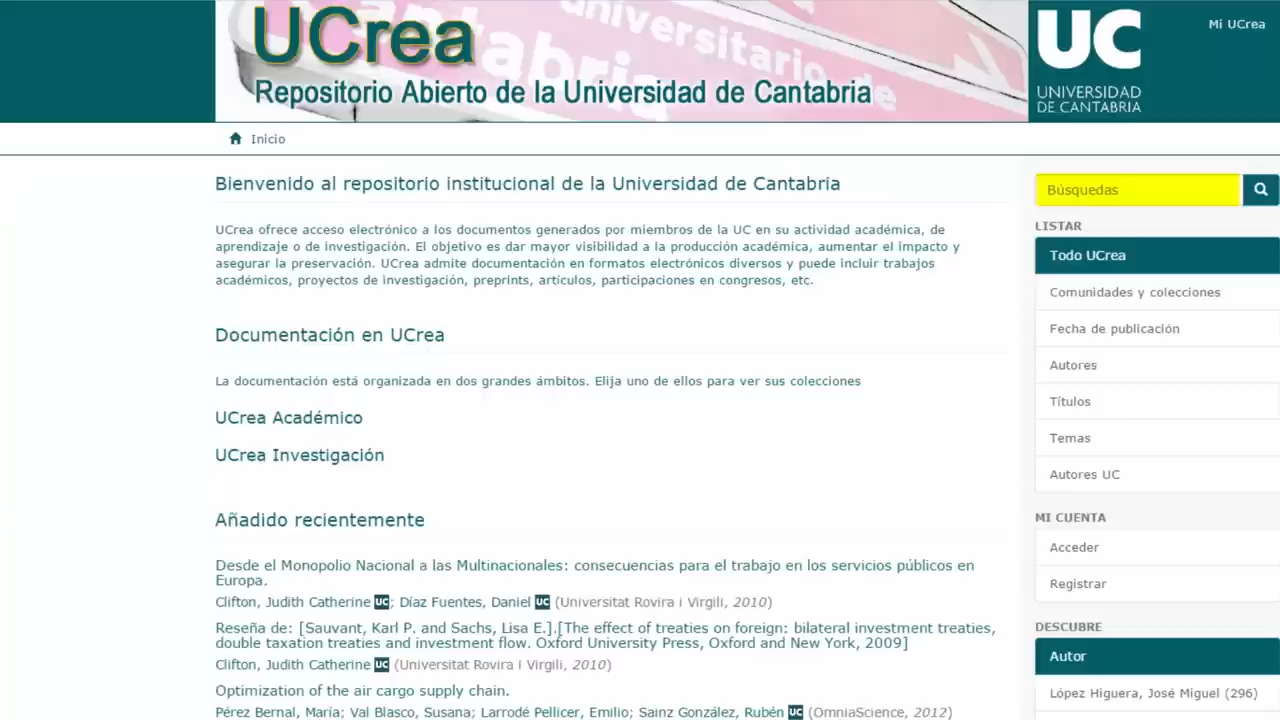 universitario de
Cantabria
UCrea
Repositorio Abierto de la Universidad de Cantabria
UC
UNIVERSIDAD
DE CANTABRIA
Mi UCrea
Inicio
Bienvenido al repositorio institucional de la Universidad de Cantabria
UCrea ofrece acceso electrónico a los documentos generados por miembros de la UC en su actividad académica, de
aprendizaje o de investigación. El objetivo es dar mayor visibilidad a la producción académica, aumentar el impacto y
asegurar la preservación. UCrea admite documentación en formatos electrónicos diversos y puede incluir trabajos
académicos, proyectos de investigación, preprints, artículos, participaciones en congresos, etc.
Documentación en UCrea
La documentación está organizada en dos grandes ámbitos. Elija uno de ellos para ver sus colecciones
UCrea Académico
UCrea Investigación
Añadido recientemente
Desde el Monopolio Nacional a las Multinacionales: consecuencias para el trabajo en los servicios públicos en
Europa.
Clifton, Judith Catherine UC; Díaz Fuentes, Daniel UC (Universitat Rovira i Virgili, 2010)
Reseña de: [Sauvant, Karl P. and Sachs, Lisa E.].[The effect of treaties on foreign: bilateral investment treaties,
double taxation treaties and investment flow. Oxford University Press, Oxford and New York, 2009]
Clifton, Judith Catherine UC (Universitat Rovira i Virgili, 2010)
Optimization of the air cargo supply chain.
Pérez Bernal, María; Val Blasco, Susana; Larrodé Pellicer, Emilio; Sainz González, Rubén UC (OmniaScience, 2012)
Búsquedas
LISTAR
Todo UCrea
Comunidades y colecciones
Fecha de publicación
Autores
Títulos
Temas
Autores UC
MI CUENTA
Acceder
Registrar
DESCUBRE
Autor
López Higuera, José Miguel (296)